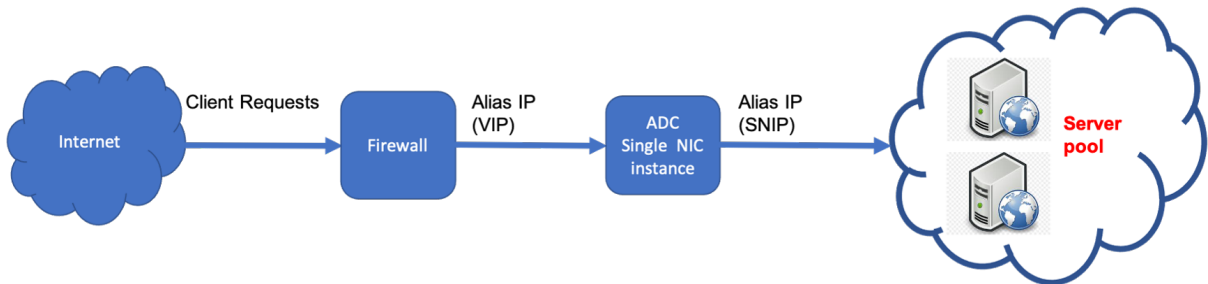 Internet
Client Requests
Firewall
Alias IP
(VIP)
ADC
Single NIC
instance
Alias IP
(SNIP)
Server
pool